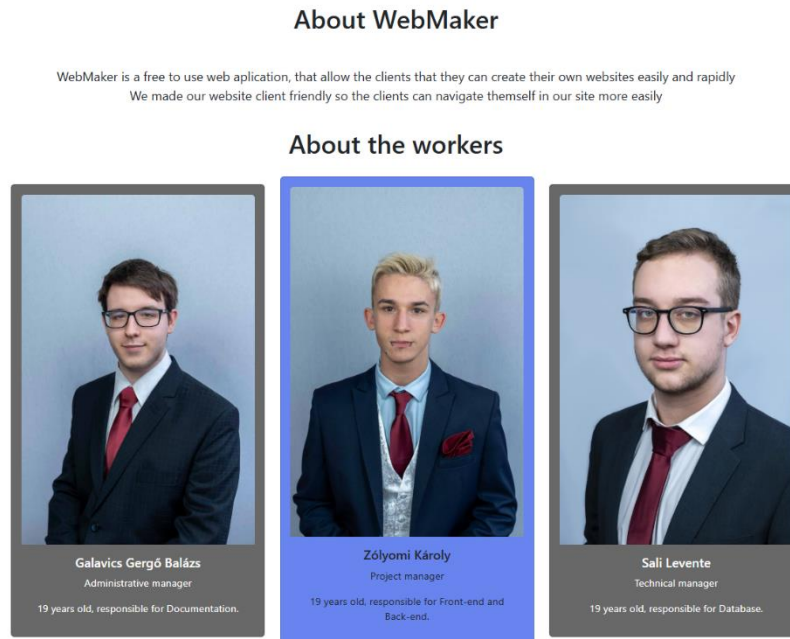 About WebMaker
WebMaker is a free to use web aplication, that allow the clients that they can create their own websites easily and rapidly
We made our website client friendly so the clients can navigate themself in our site more easily
About the workers
Galavics Gergő Balázs
Administrative manager
19 years old, responsible for Documentation.
Zólyomi Károly
Project manager
19 years old, responsible for Front-end and
Back-end.
Sali Levente
Technical manager
19 years old, responsible for Database.